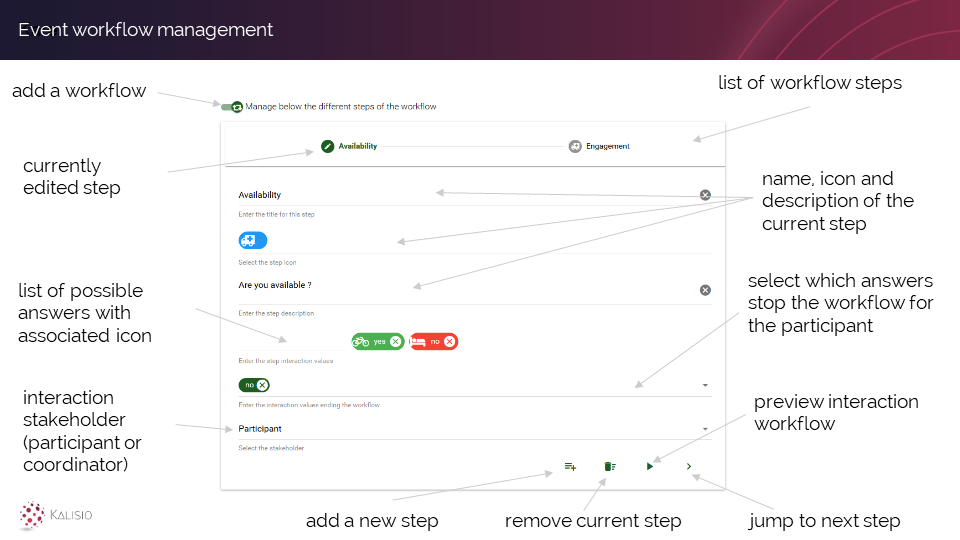 Event workflow management
add a workflow
list of workflow steps
Manage below the different steps of the workflow
Availability
Engagement
currently
edited step
name, icon and
description of the
current step
Availability
Enter the title for this step
Select the step icon
Are you available ?
Enter the step description
select which answers
stop the workflow for
the participant
list of possible
answers with
associated icon
yes
no
Enter the step interaction values
no
Enter the interaction values ending the workflow
interaction
stakeholder
(participant or
coordinator)
Participant
Select the stakeholder
preview interaction
workflow
add a new step
remove current step
jump to next step
KALISIO